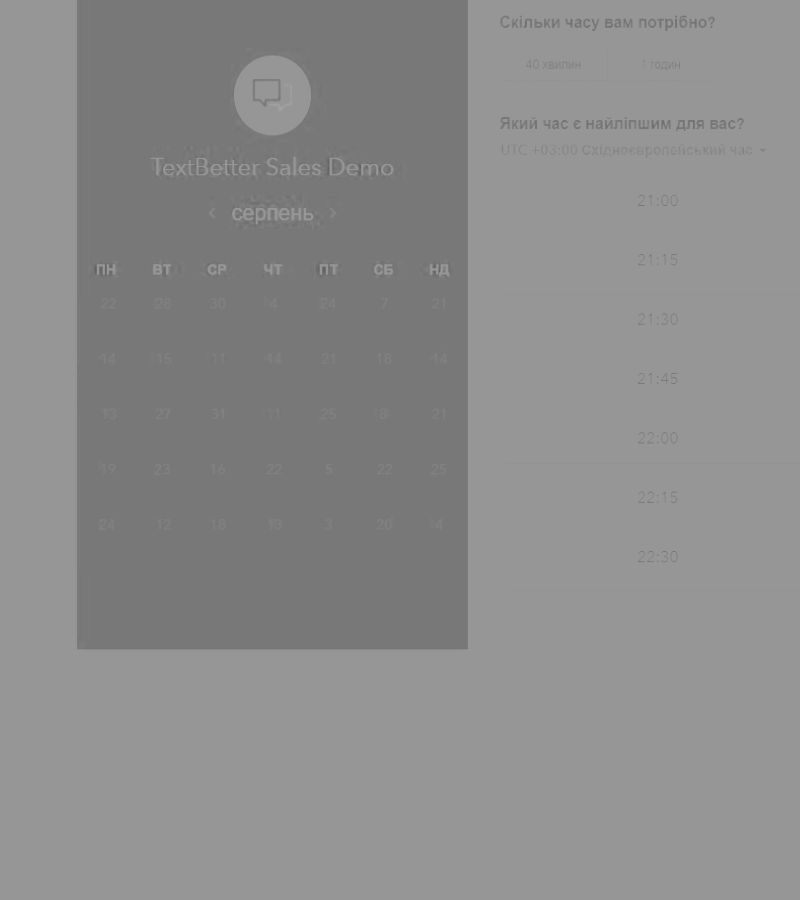 TextBetter Sales Demo
‹ серпень ›
ПН ВТ СР ЧТ ПТ СБ НД
22 28 30 4 24 7 21
14 15 11 14 21 18 14
13 27 31 11 25 8 21
19 23 16 22 5 22 25
24 12 18 13 3 20 4
Скільки часу вам потрібно?
40 хвилин 1 годин
Який час є найліпшим для вас?
UTC +03:00 Східноєвропейський час
21:00
21:15
21:30
21:45
22:00
22:15
22:30